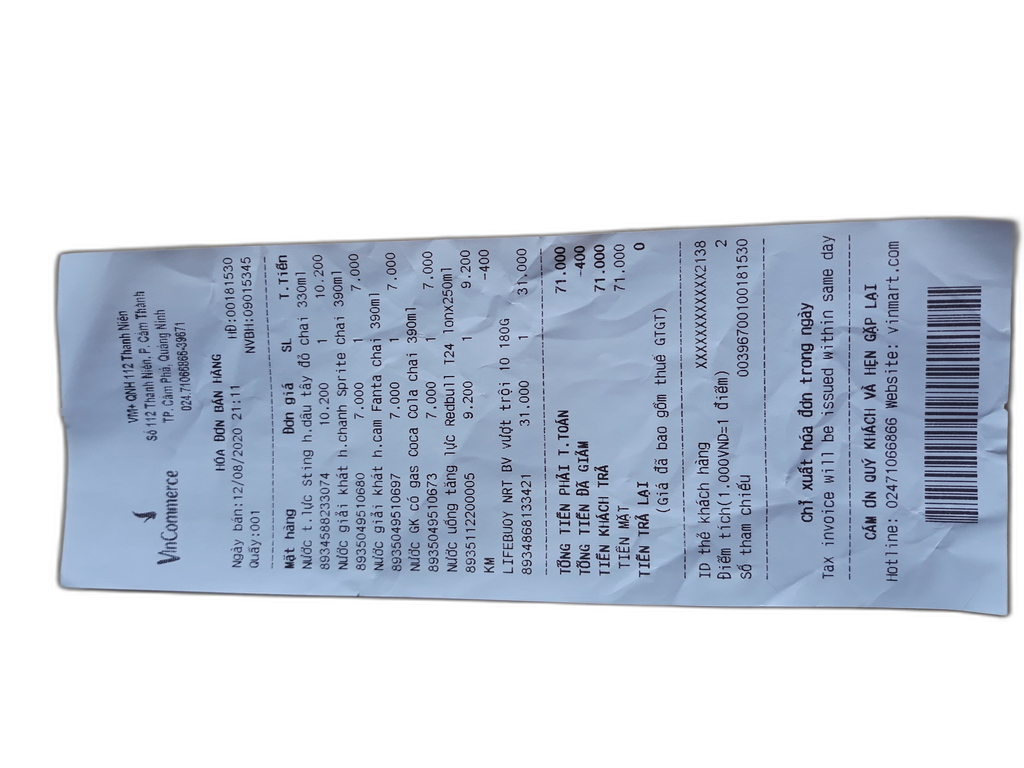 VinCommerce
VM+ QNH 112 Thanh Niên
Số 112 Thanh Niên, P. Cẩm Thành
TP. Cẩm Phả, Quảng Ninh
024.71066866-39671
HÓA ĐƠN BÁN HÀNG
Ngày bán:12/08/2020 21:11 HĐ:00181530
Quầy:001 NVBH:09015345
Mặt hàng Đơn giá SL T.Tiền
Nước t.lực sting h.dâu tây đỏ chai 330ml
8934588233074 10.200 1 10.200
Nước giải khát h.chanh Sprite chai 390ml
8935049510680 7.000 1 7.000
Nước giải khát h.cam Fanta chai 390ml
8935049510697 7.000 1 7.000
Nước GK có gas coca cola chai 390ml
8935049510673 7.000 1 7.000
Nước uống tăng lực Redbull T24 lonx250ml
8935112200005 9.200 1 9.200
KM -400
LIFEBUOY NRT BV vượt trội 10 180G
8934868133421 31.000 1 31.000
TỔNG TIỀN PHẢI T.TOÁN 71.000
TỔNG TIỀN ĐÃ GIẢM -400
TIỀN KHÁCH TRẢ 71.000
TIỀN MẶT 71.000
TIỀN TRẢ LẠI 0
(Giá đã bao gồm thuế GTGT)
ID thẻ khách hàng XXXXXXXXXXXX2138
Điểm tích(1.000VND=1 điểm) 2
Số tham chiếu 00396700100181530
Chỉ xuất hóa đơn trong ngày
Tax invoice will be issued within same day
CẢM ƠN QUÝ KHÁCH VÀ HẸN GẶP LẠI
Hotline: 02471066866 Website: vinmart.com